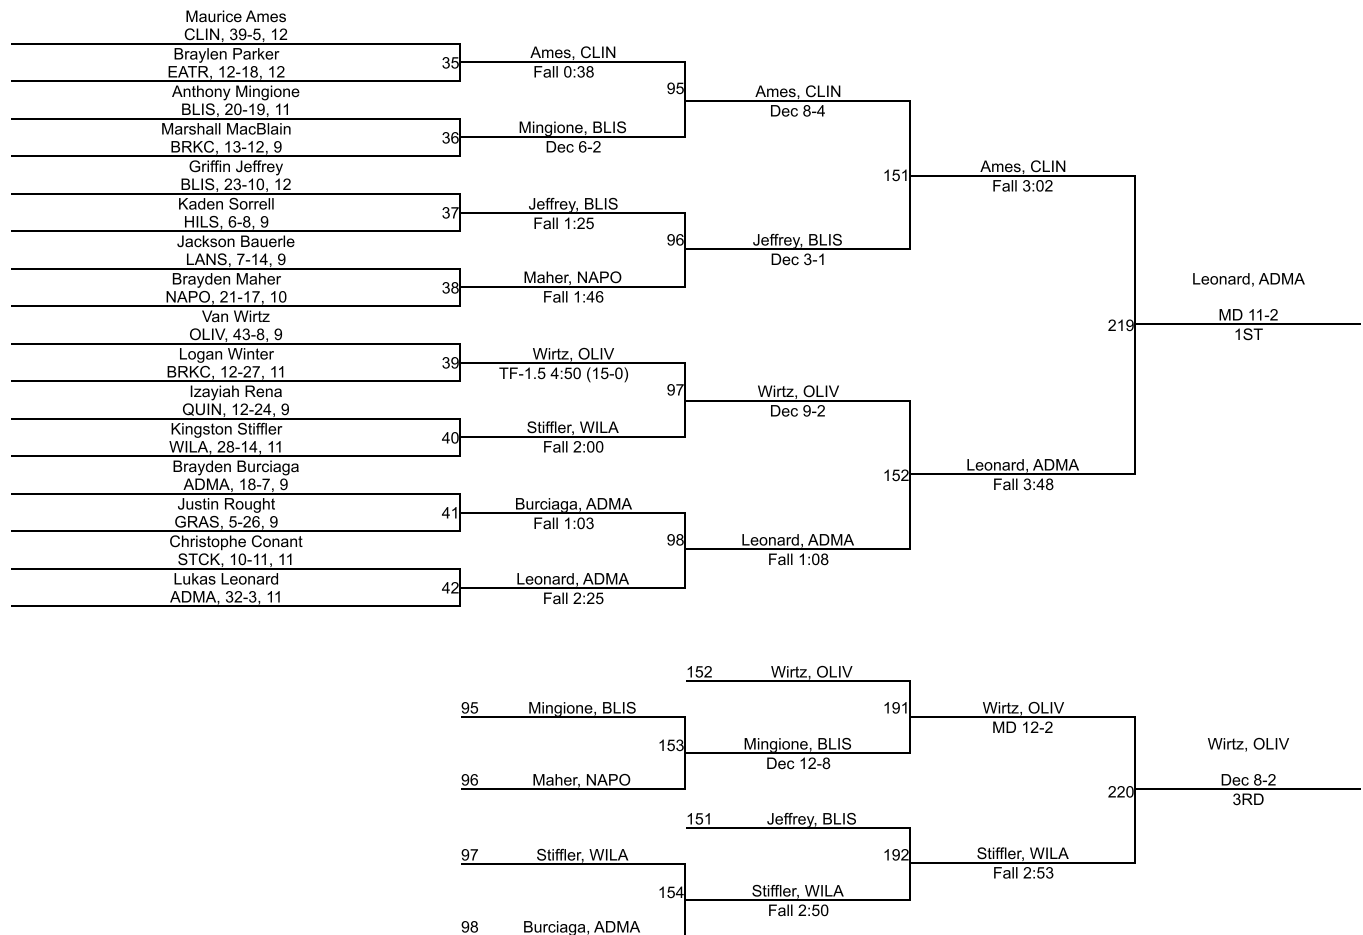 Maurice Ames
CLIN, 39-5, 12
Braylen Parker
EATR, 12-18, 12
35
Ames, CLIN
Fall 0:38
Anthony Mingione
BLIS, 20-19, 11
Marshall MacBlain
BRKC, 13-12, 9
36
Mingione, BLIS
Dec 6-2
95
Ames, CLIN
Dec 8-4
Griffin Jeffrey
BLIS, 23-10, 12
Kaden Sorrell
HILS, 6-8, 9
37
Jeffrey, BLIS
Fall 1:25
Jackson Bauerle
LANS, 7-14, 9
Brayden Maher
NAPO, 21-17, 10
38
Maher, NAPO
Fall 1:46
96
Jeffrey, BLIS
Dec 3-1
151
Ames, CLIN
Fall 3:02
Van Wirtz
OLIV, 43-8, 9
Logan Winter
BRKC, 12-27, 11
39
Wirtz, OLIV
TF-1.5 4:50 (15-0)
Izayiah Rena
QUIN, 12-24, 9
Kingston Stiffler
WILA, 28-14, 11
40
Stiffler, WILA
Fall 2:00
97
Wirtz, OLIV
Dec 9-2
Brayden Burciaga
ADMA, 18-7, 9
Justin Rought
GRAS, 5-26, 9
41
Burciaga, ADMA
Fall 1:03
Christophe Conant
STCK, 10-11, 11
Lukas Leonard
ADMA, 32-3, 11
42
Leonard, ADMA
Fall 2:25
98
Leonard, ADMA
Fall 1:08
152
Leonard, ADMA
Fall 3:48
219
Leonard, ADMA
MD 11-2
1ST
152
Wirtz, OLIV
95
Mingione, BLIS
96
Maher, NAPO
153
Mingione, BLIS
Dec 12-8
191
Wirtz, OLIV
MD 12-2
151
Jeffrey, BLIS
97
Stiffler, WILA
98
Burciaga, ADMA
154
Stiffler, WILA
Fall 2:50
192
Stiffler, WILA
Fall 2:53
220
Wirtz, OLIV
Dec 8-2
3RD